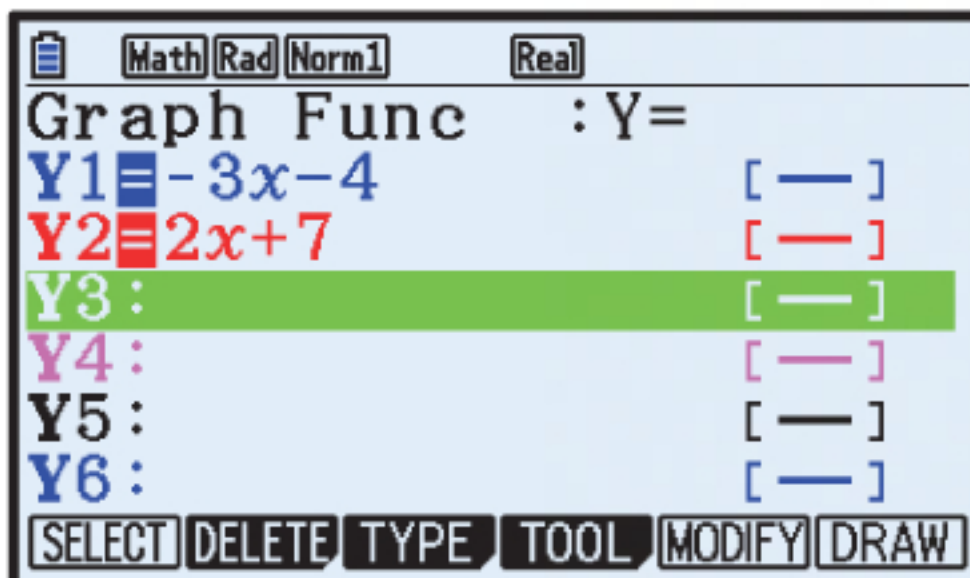 Math Rad Norm1 Real
Graph Func :Y=
Y1=-3x-4 [—]
Y2=2x+7 [—]
Y3: [—]
Y4: [—]
Y5: [—]
Y6: [—]
SELECT DELETE TYPE TOOL MODIFY DRAW